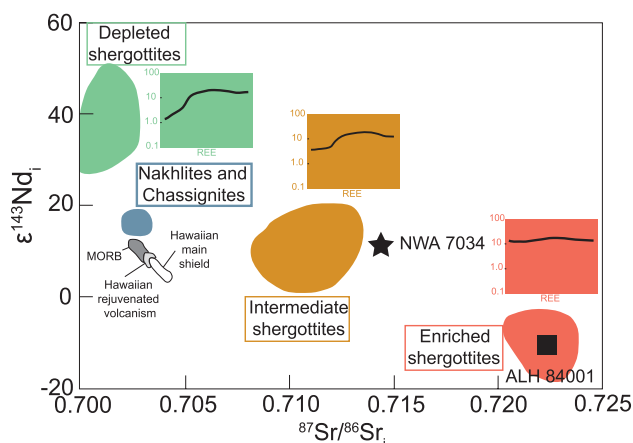 60
Depleted
shergottites
100
10
1.0
0.1
REE
40
100
10
1.0
0.1
REE
ε¹⁴³Ndᵢ
Nakhlites and
Chassignites
20
MORB
Hawaiian
main
shield
Hawaiian
rejuvenated
volcanism
NWA 7034
100
10
1.0
0.1
REE
0
Intermediate
shergottites
Enriched
shergottites
ALH 84001
-20
0.700
0.705
0.710
0.715
0.720
0.725
⁸⁷Sr/⁸⁶Srᵢ